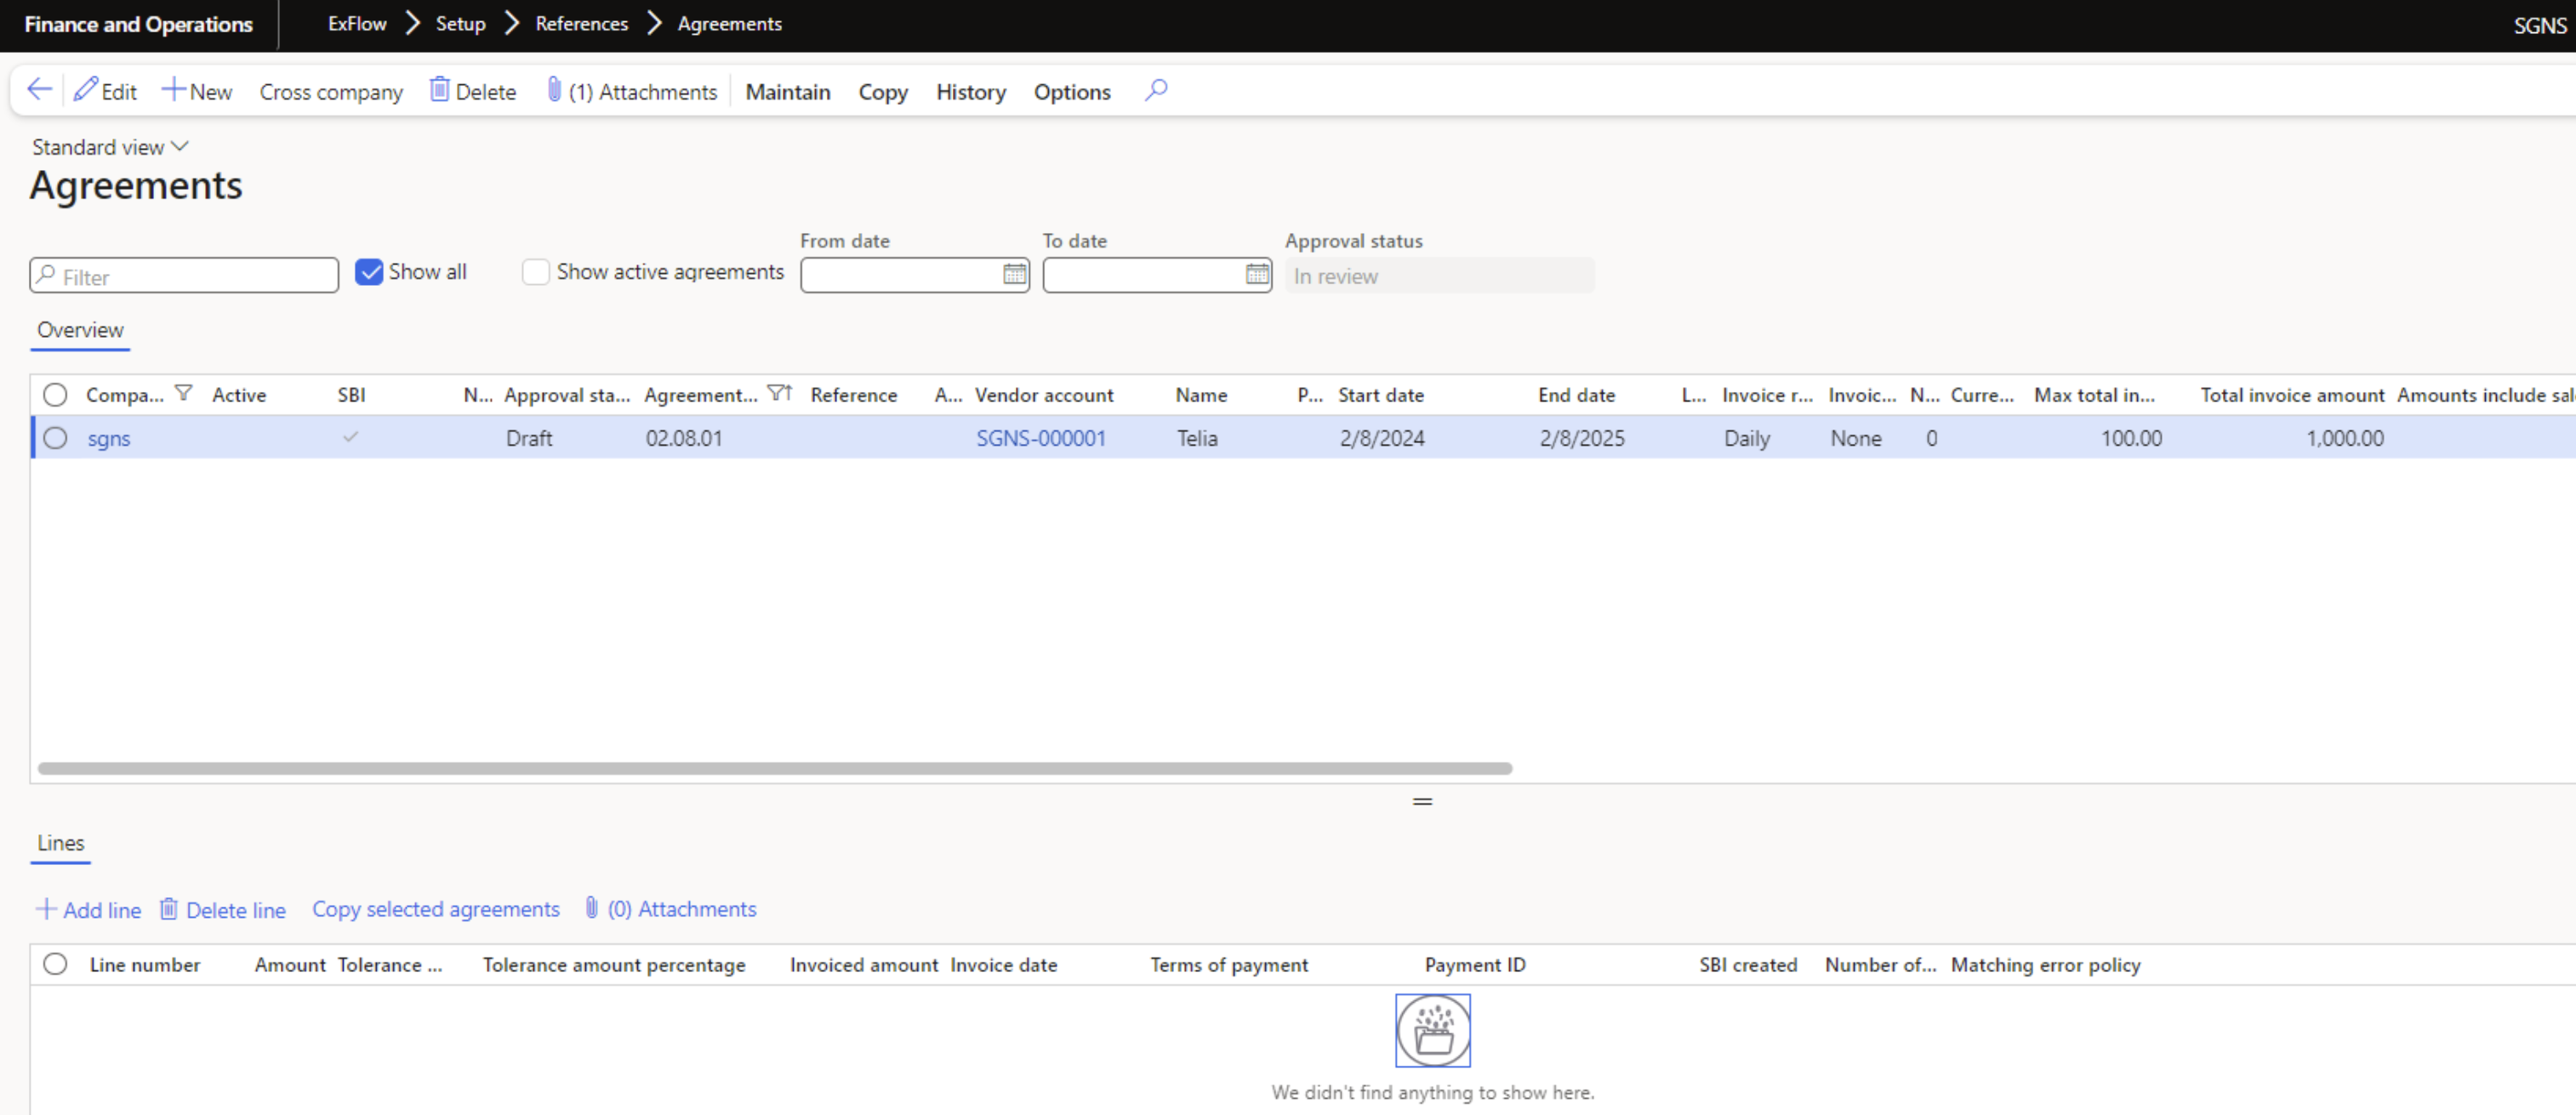 Finance and Operations ExFlow Setup References Agreements SGNS
Edit New Cross company Delete (1) Attachments Maintain Copy History Options
Standard view
Agreements
From date To date Approval status
Filter Show all Show active agreements In review
Overview
Compa... Active SBI N... Approval sta... Agreement... Reference A... Vendor account Name P... Start date End date L... Invoice r... Invoic... N... Curre... Max total in... Total invoice amount Amounts include sal
sgns Draft 02.08.01 SGNS-000001 Telia 2/8/2024 2/8/2025 Daily None 0 100.00 1,000.00
Lines
Add line Delete line Copy selected agreements (0) Attachments
Line number Amount Tolerance ... Tolerance amount percentage Invoiced amount Invoice date Terms of payment Payment ID SBI created Number of... Matching error policy
We didn't find anything to show here.